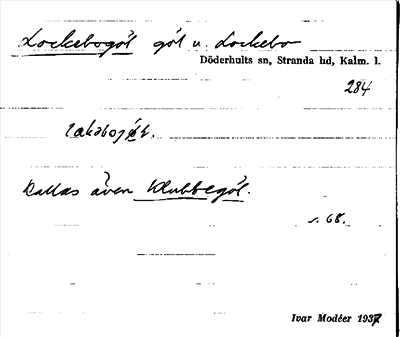 Lockebogöl göl u. Lockebo
Döderhults sn, Stranda hd, Kalm. l.
284
Kallas även Klubbegöl.
s. 68.
Ivar Modéer 1937